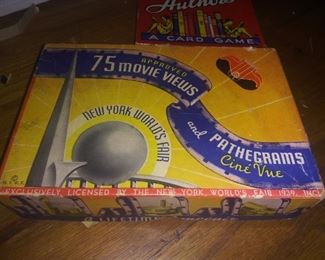 Authors
A CARD GAME
75 APPROVED
MOVIE VIEWS
and PATHEGRAMS
Ciné Vue
NEW YORK WORLD'S FAIR
EXCLUSIVELY LICENSED BY THE NEW YORK WORLD'S FAIR 1939, INC.
A LIFETIME